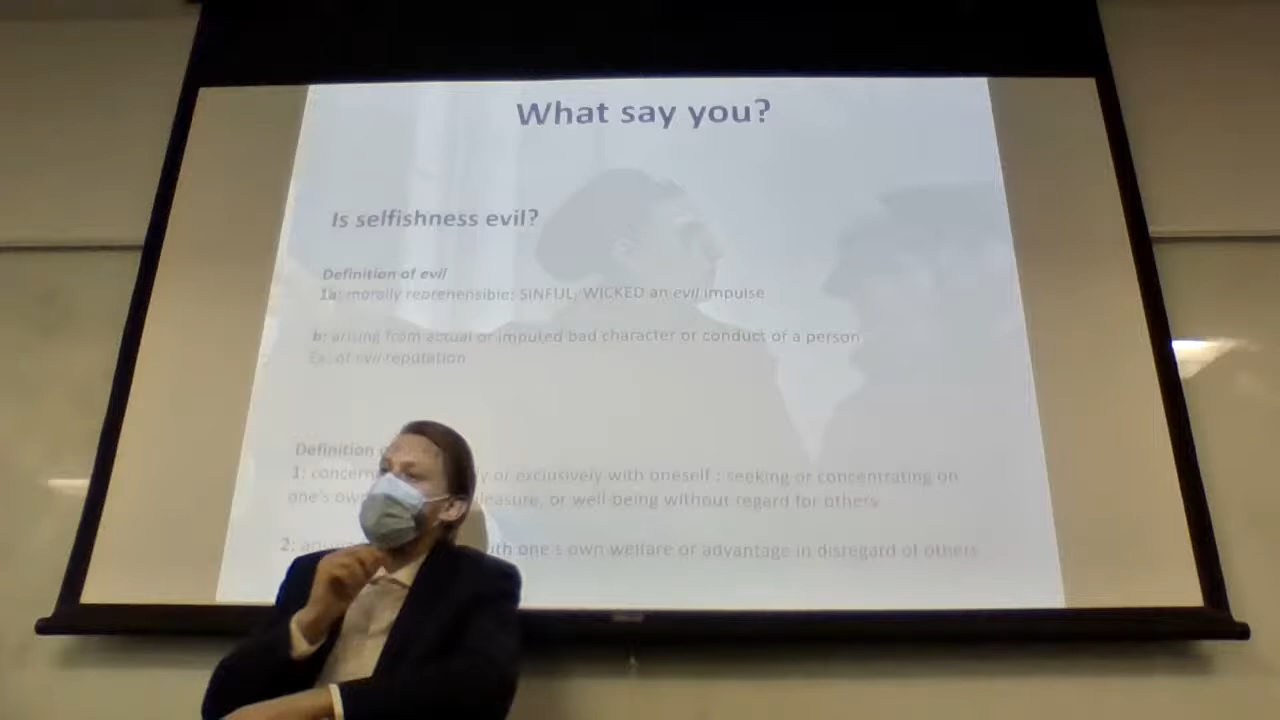 What say you?
Is selfishness evil?
Definition of evil
1a: morally reprehensible: SINFUL, WICKED an evil impulse
b: arising from actual or imputed bad character or conduct of a person
Ex: of evil reputation
Definition
1: concern or exclusively with oneself : seeking or concentrating on
one's own pleasure, or well-being without regard for others
2: with one's own welfare or advantage in disregard of others